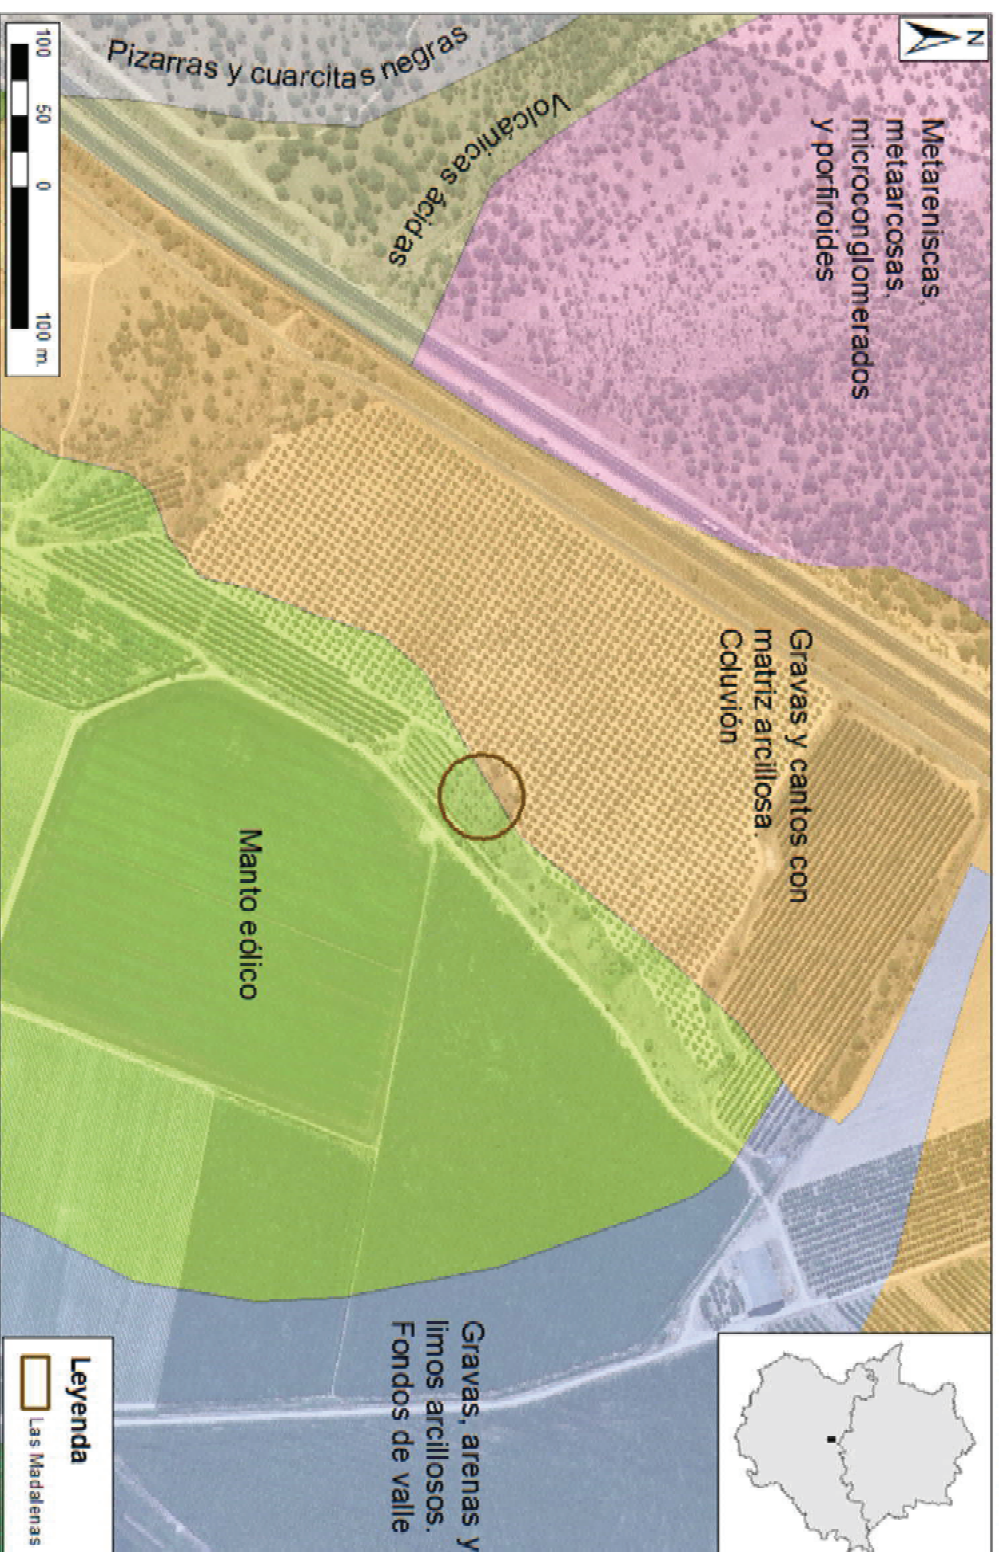 N
Metareniscas,
metaarcosas,
microconglomerados
y porfiroides
Volcánicas ácidas
Pizarras y cuarcitas negras
100 50 0 100 m.
Gravas y cantos con
matriz arcillosa.
Coluvión
Manto eólico
Gravas, arenas y
limos arcillosos.
Fondos de valle
Leyenda
Las Madalenas